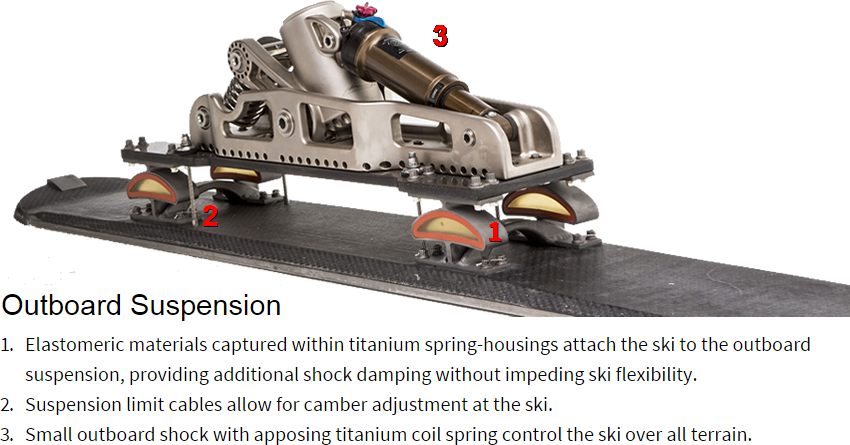 3
2
1
Outboard Suspension
1. Elastomeric materials captured within titanium spring-housings attach the ski to the outboard
suspension, providing additional shock damping without impeding ski flexibility.
2. Suspension limit cables allow for camber adjustment at the ski.
3. Small outboard shock with apposing titanium coil spring control the ski over all terrain.